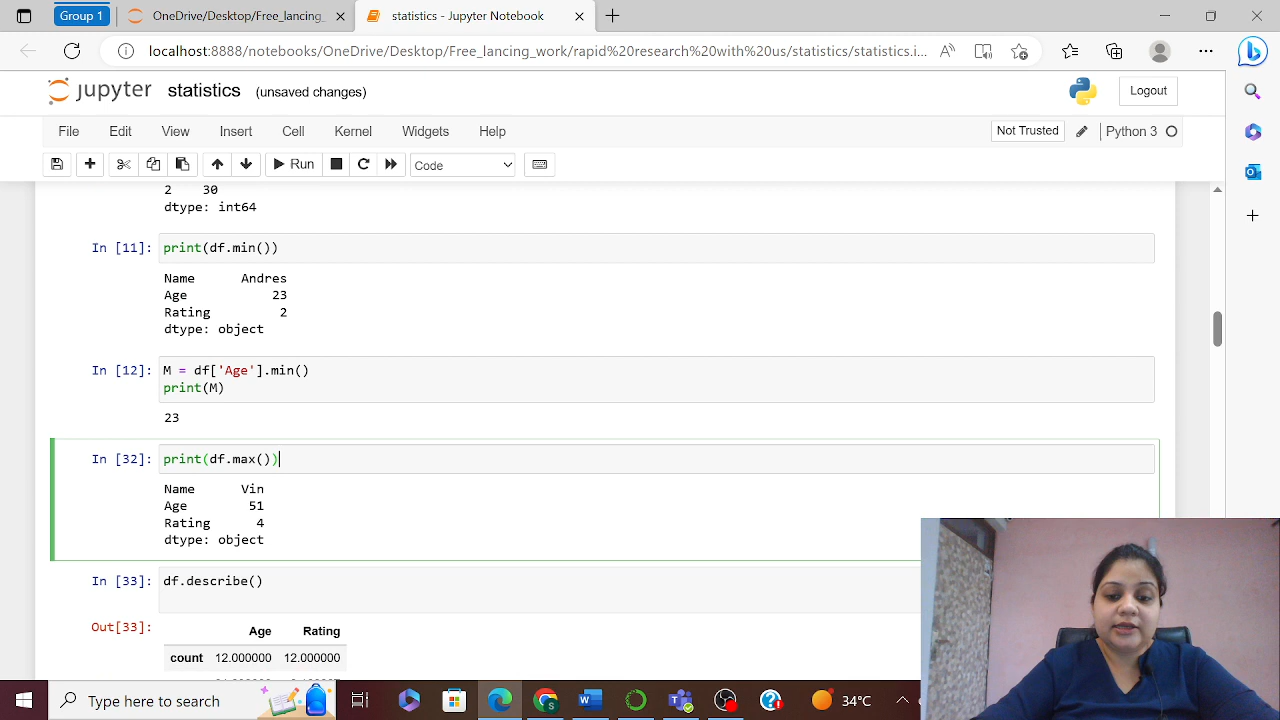 Group 1
OneDrive/Desktop/Free_lancing_
statistics - Jupyter Notebook
localhost:8888/notebooks/OneDrive/Desktop/Free_lancing_work/rapid%20research%20with%20us/statistics/statistics.i...
jupyter statistics (unsaved changes)
Logout
File Edit View Insert Cell Kernel Widgets Help
Not Trusted
Python 3
Run
Code
2 30
dtype: int64
In [11]: print(df.min())
Name Andres
Age 23
Rating 2
dtype: object
In [12]: M = df['Age'].min()
print(M)
23
In [32]: print(df.max())
Name Vin
Age 51
Rating 4
dtype: object
In [33]: df.describe()
Out[33]:
Age Rating
count 12.000000 12.000000
Type here to search
34°C